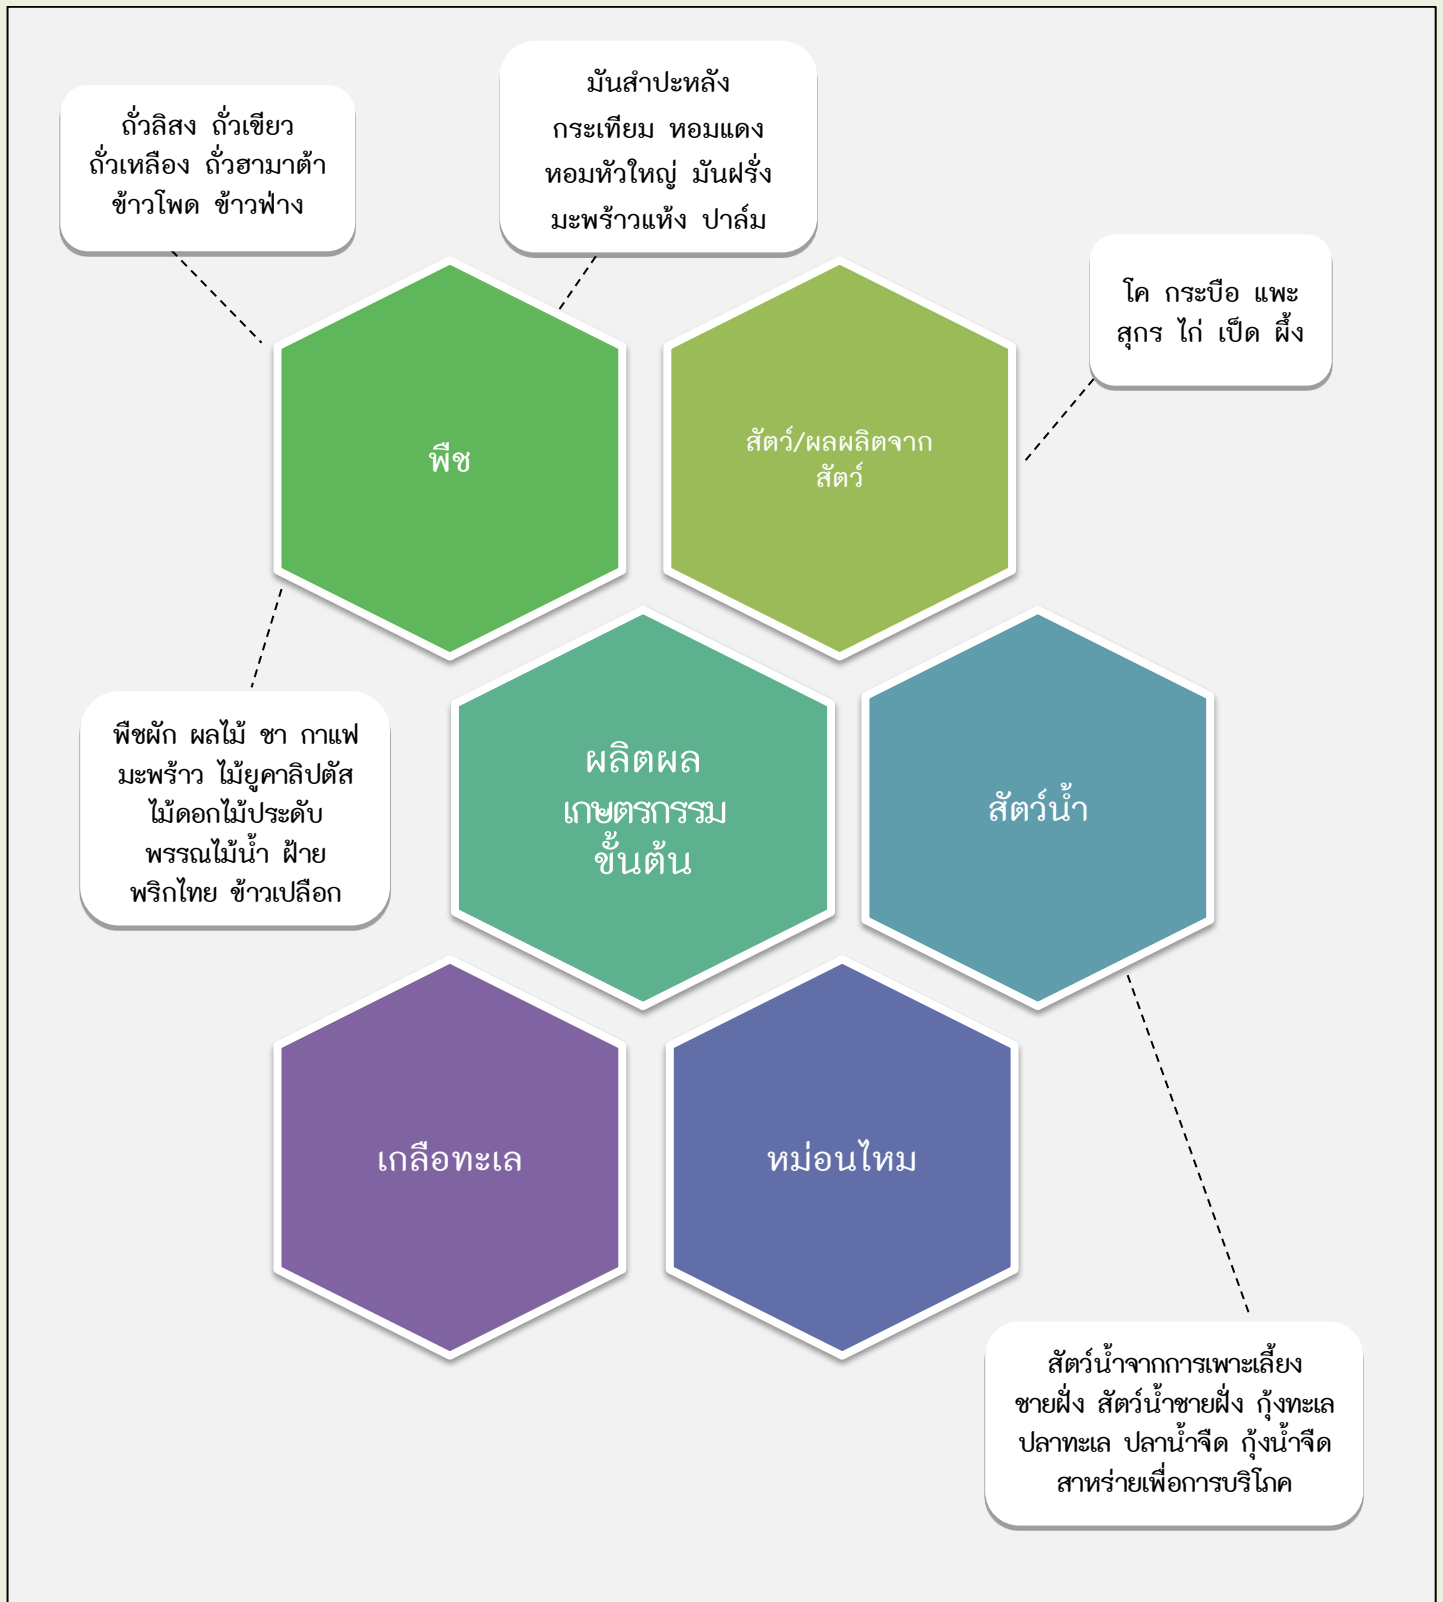 ถั่วลิสง ถั่วเขียว
ถั่วเหลือง ถั่วฮามาต้า
ข้าวโพด ข้าวฟ่าง
มันสำปะหลัง
กระเทียม หอมแดง
หอมหัวใหญ่ มันฝรั่ง
มะพร้าวแห้ง ปาล์ม
โค กระบือ แพะ
สุกร ไก่ เป็ด ผึ้ง
พืช
สัตว์/ผลผลิตจาก
สัตว์
พืชผัก ผลไม้ ชา กาแฟ
มะพร้าว ไม้ยูคาลิปตัส
ไม้ดอกไม้ประดับ
พรรณไม้น้ำ ฝ้าย
พริกไทย ข้าวเปลือก
ผลิตผล
เกษตรกรรม
ขั้นต้น
สัตว์น้ำ
เกลือทะเล
หม่อนไหม
สัตว์น้ำจากการเพาะเลี้ยง
ชายฝั่ง สัตว์น้ำชายฝั่ง กุ้งทะเล
ปลาทะเล ปลาน้ำจืด กุ้งน้ำจืด
สาหร่ายเพื่อการบริโภค